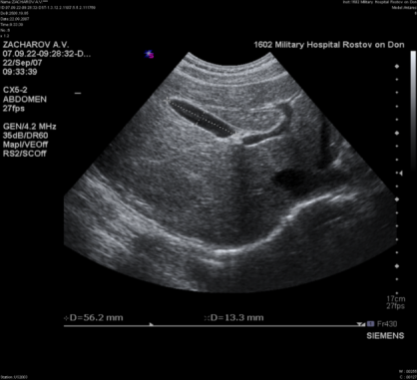 1602 Military Hospital Rostov on Don
ZACHAROV A.V.
07.09.22-09:28:32-D...
22/Sep/07
09:33:39
CX5-2
ABDOMEN
27fps
GEN/4.2 MHz
35dB/DR60
MapI/VEOff
RS2/SCOff
17cm
27fps
D=56.2 mm
D=13.3 mm
Fr430
SIEMENS